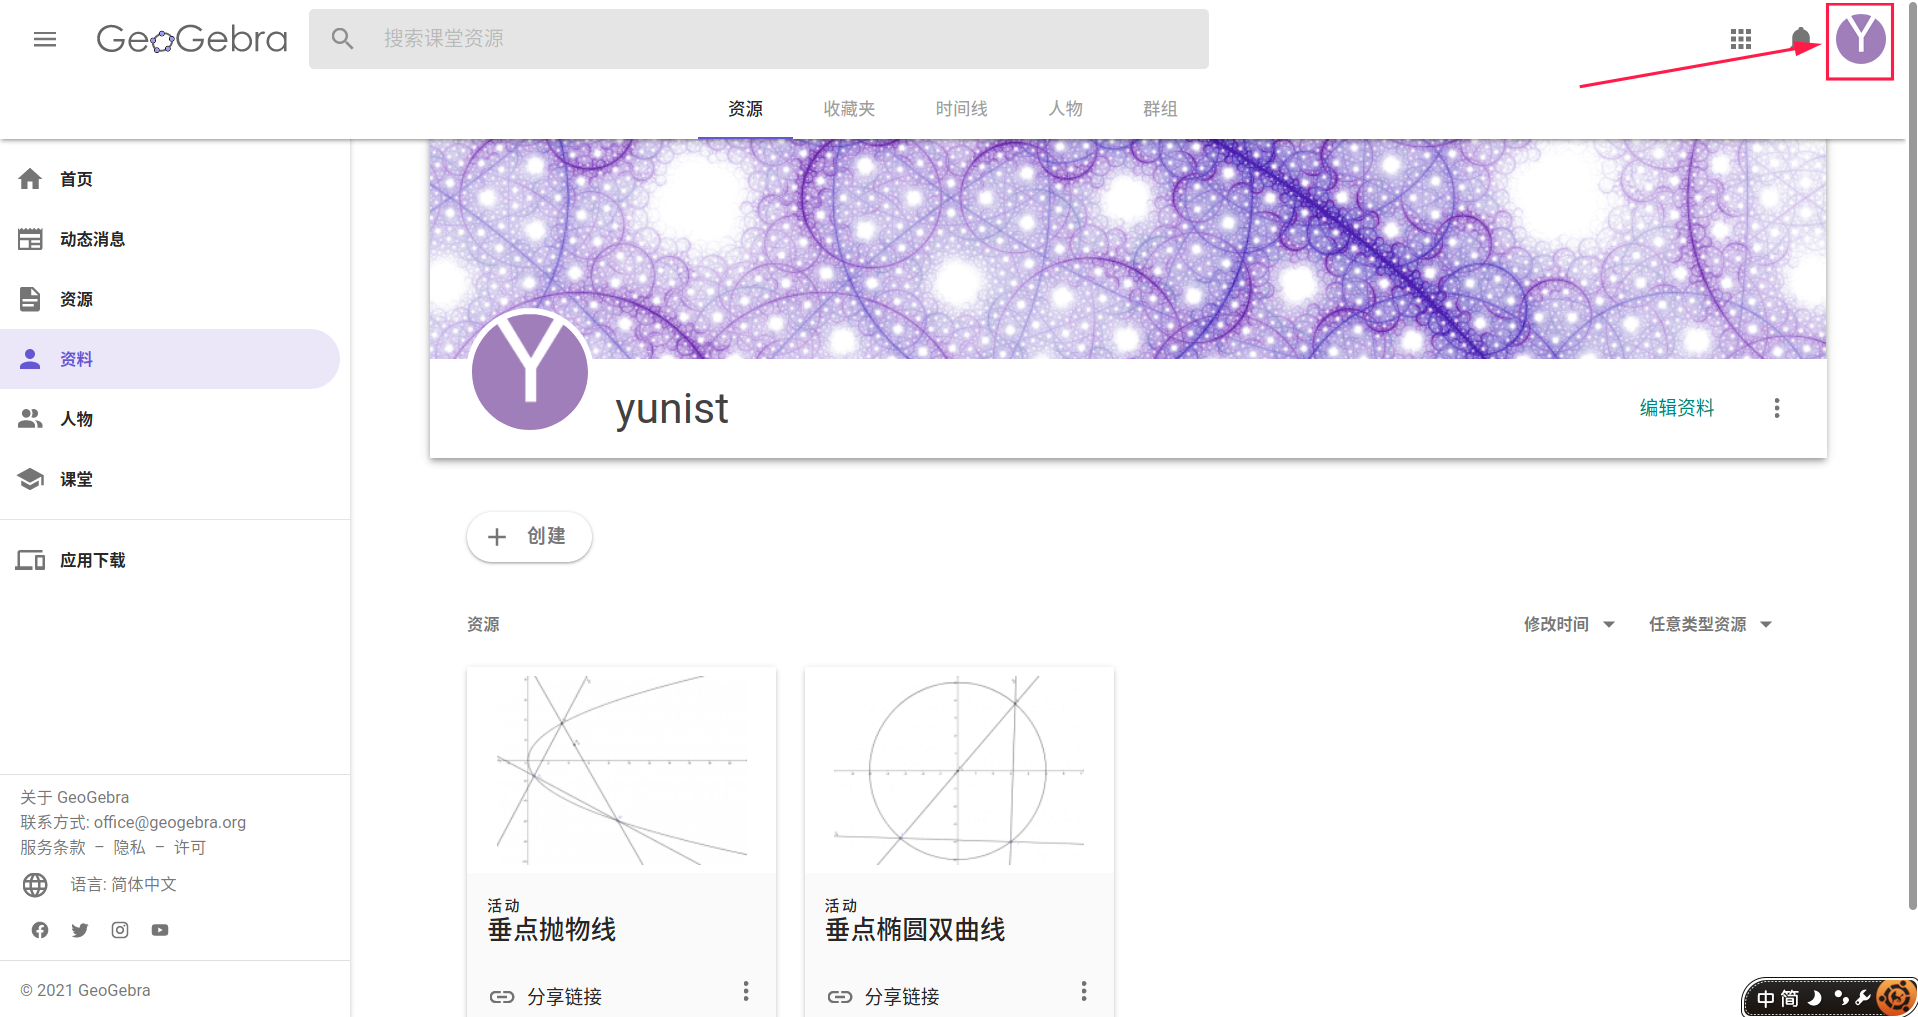 GeoGebra
搜索课堂资源
Y
资源 收藏夹 时间线 人物 群组
首页
动态消息
资源
资料
人物
课堂
应用下载
Y
yunist
编辑资料
创建
资源
修改时间 任意类型资源
活动
垂点抛物线
分享链接
活动
垂点椭圆双曲线
分享链接
关于 GeoGebra
联系方式: office@geogebra.org
服务条款 – 隐私 – 许可
语言: 简体中文
© 2021 GeoGebra
中 简